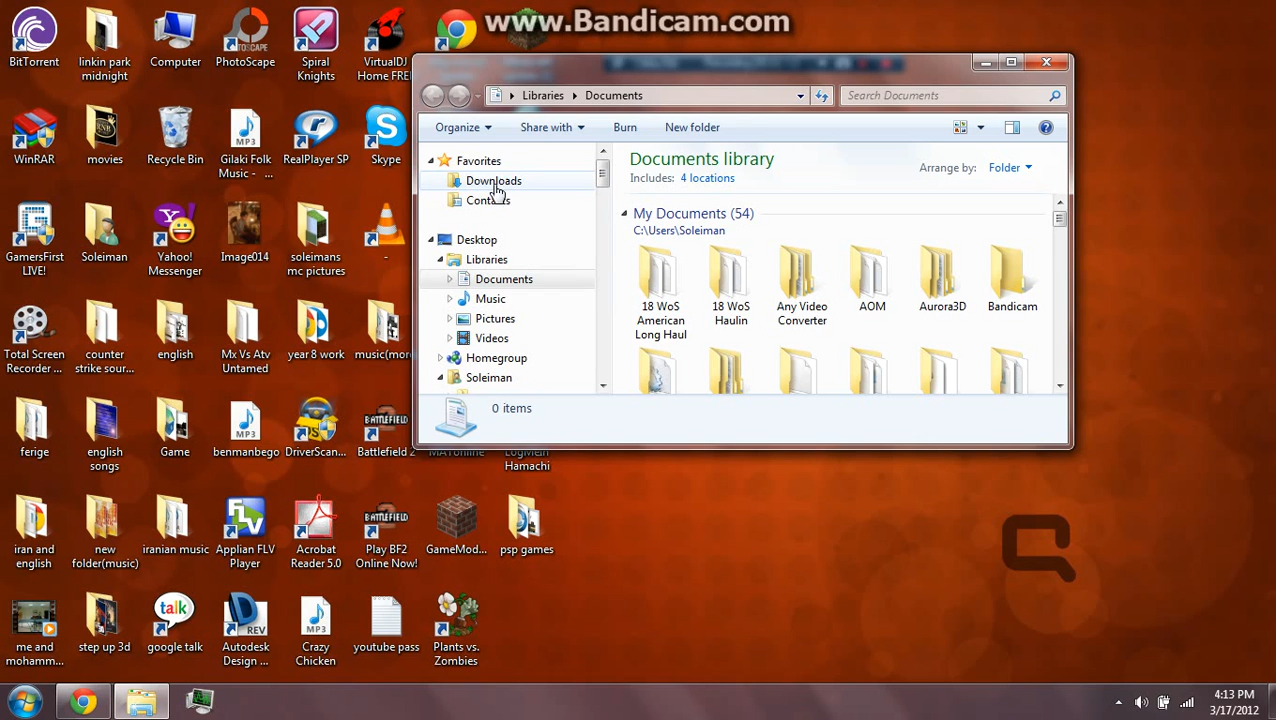 www.Bandicam.com
BitTorrent
linkin park
midnight
Computer
PhotoScape
Spiral
Knights
VirtualDJ
Home FRE
WinRAR
movies
Recycle Bin
Gilaki Folk
Music - ...
RealPlayer SP
Skype
GamersFirst
LIVE!
Soleiman
Yahoo!
Messenger
Image014
soleimans
mc pictures
-
Total Screen
Recorder ...
counter
strike sour...
english
Mx Vs Atv
Untamed
year 8 work
music(mor
ferige
english
songs
Game
benmanbego
DriverScan...
Battlefield 2
MATonline
LogMeIn
Hamachi
iran and
english
new
folder(music)
iranian music
Applian FLV
Player
Acrobat
Reader 5.0
Play BF2
Online Now!
GameMod...
psp games
me and
mohamm...
step up 3d
google talk
Autodesk
Design ...
Crazy
Chicken
youtube pass
Plants vs.
Zombies
Libraries
Documents
Search Documents
Organize
Share with
Burn
New folder
Favorites
Downloads
Desktop
Libraries
Documents
Music
Pictures
Videos
Homegroup
Soleiman
Documents library
Includes: 4 locations
Arrange by: Folder
My Documents (54)
C:\Users\Soleiman
18 WoS
American
Long Haul
18 WoS
Haulin
Any Video
Converter
AOM
Aurora3D
Bandicam
0 items
4:13 PM
3/17/2012